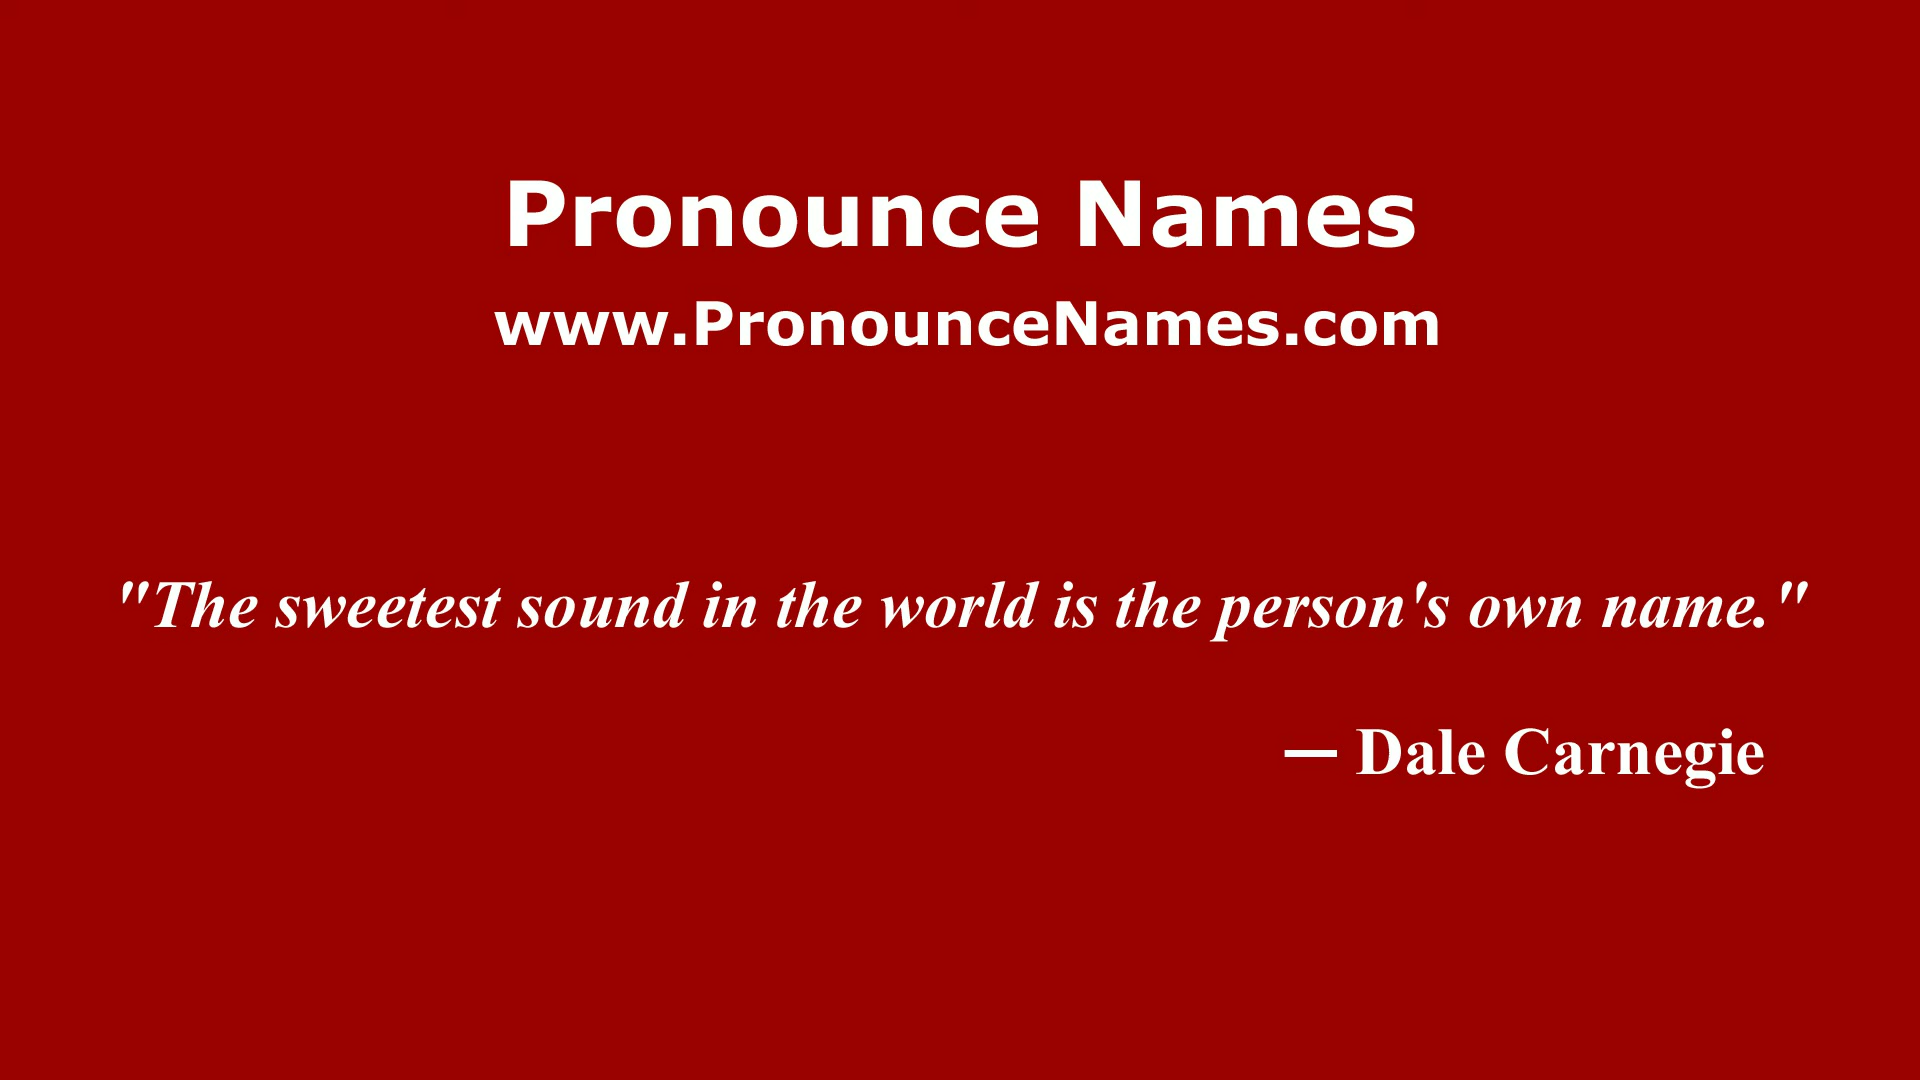 Pronounce Names
www.PronounceNames.com
"The sweetest sound in the world is the person's own name."
— Dale Carnegie